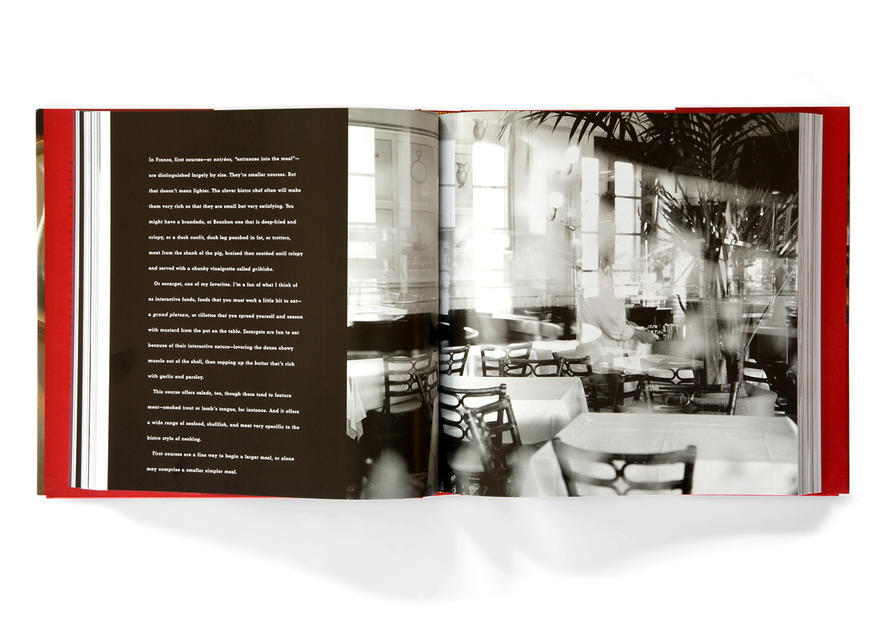 In France, first courses—or entrées, "entrances into the meal"—
are distinguished largely by size. They're smaller courses. But
that doesn't mean lighter. The clever bistro chef often will make
them very rich so that they are small but very satisfying. You
might have a brandade, at Bouchon one that is deep-fried and
crispy, or a duck confit, duck leg poached in fat, or trotters,
meat from the shank of the pig, braised then sautéed until crispy
and served with a chunky vinaigrette called gribiche.
Or escargot, one of my favorites. I'm a fan of what I think of
as interactive foods, foods that you must work a little bit to eat—
a grand plateau, or rillettes that you spread yourself and season
with mustard from the pot on the table. Escargots are fun to eat
because of their interactive nature—levering the dense chewy
muscle out of the shell, then sopping up the butter that's rich
with garlic and parsley.
This course offers salads, too, though these tend to feature
meat—smoked trout or lamb's tongue, for instance. And it offers
a wide range of seafood, shellfish, and meat very specific to the
bistro style of cooking.
First courses are a fine way to begin a larger meal, or alone
may comprise a smaller simpler meal.